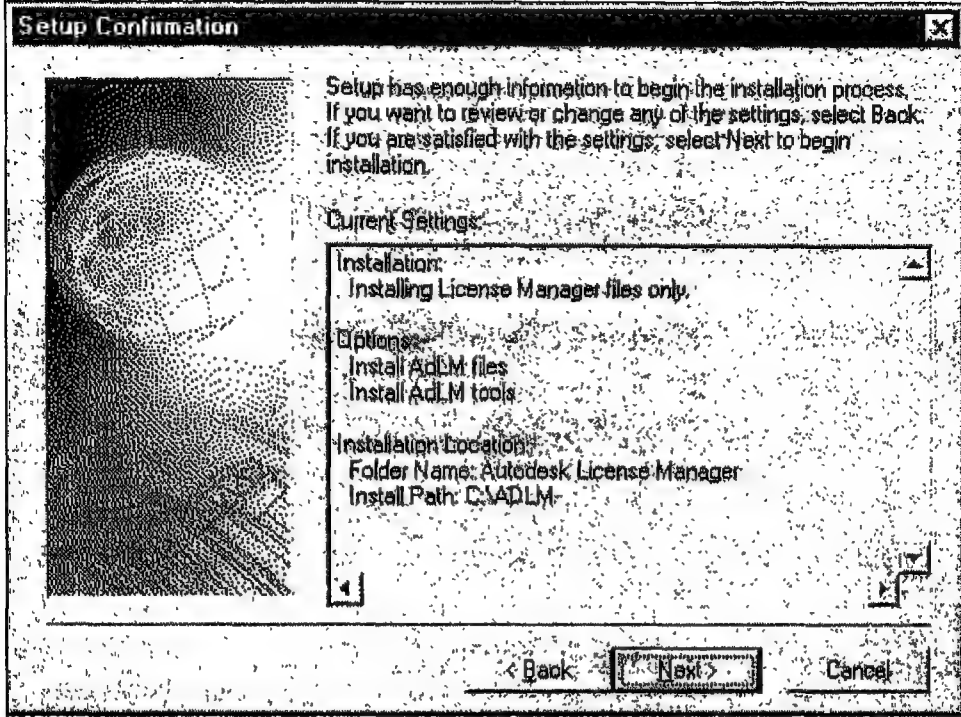 Setup Confirmation
Setup has enough information to begin the installation process.
If you want to review or change any of the settings, select Back.
If you are satisfied with the settings, select Next to begin
installation.
Current Settings:
Installation:
Installing License Manager files only.
Options:
Install AdLM files
Install AdLM tools
Installation Location:
Folder Name: Autodesk License Manager
Install Path: C:\ADLM
< Back
Next >
Cancel